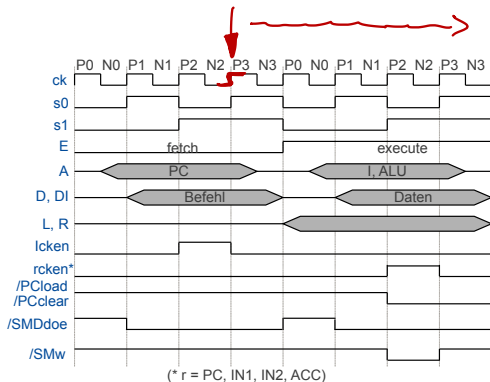 P0 N0 P1 N1 P2 N2 P3 N3 P0 N0 P1 N1 P2 N2 P3 N3
ck
s0
s1
E fetch execute
A PC I, ALU
D, DI Befehl Daten
L, R
Icken
rcken*
/PCload
/PCclear
/SMDdoe
/SMw
(* r = PC, IN1, IN2, ACC)